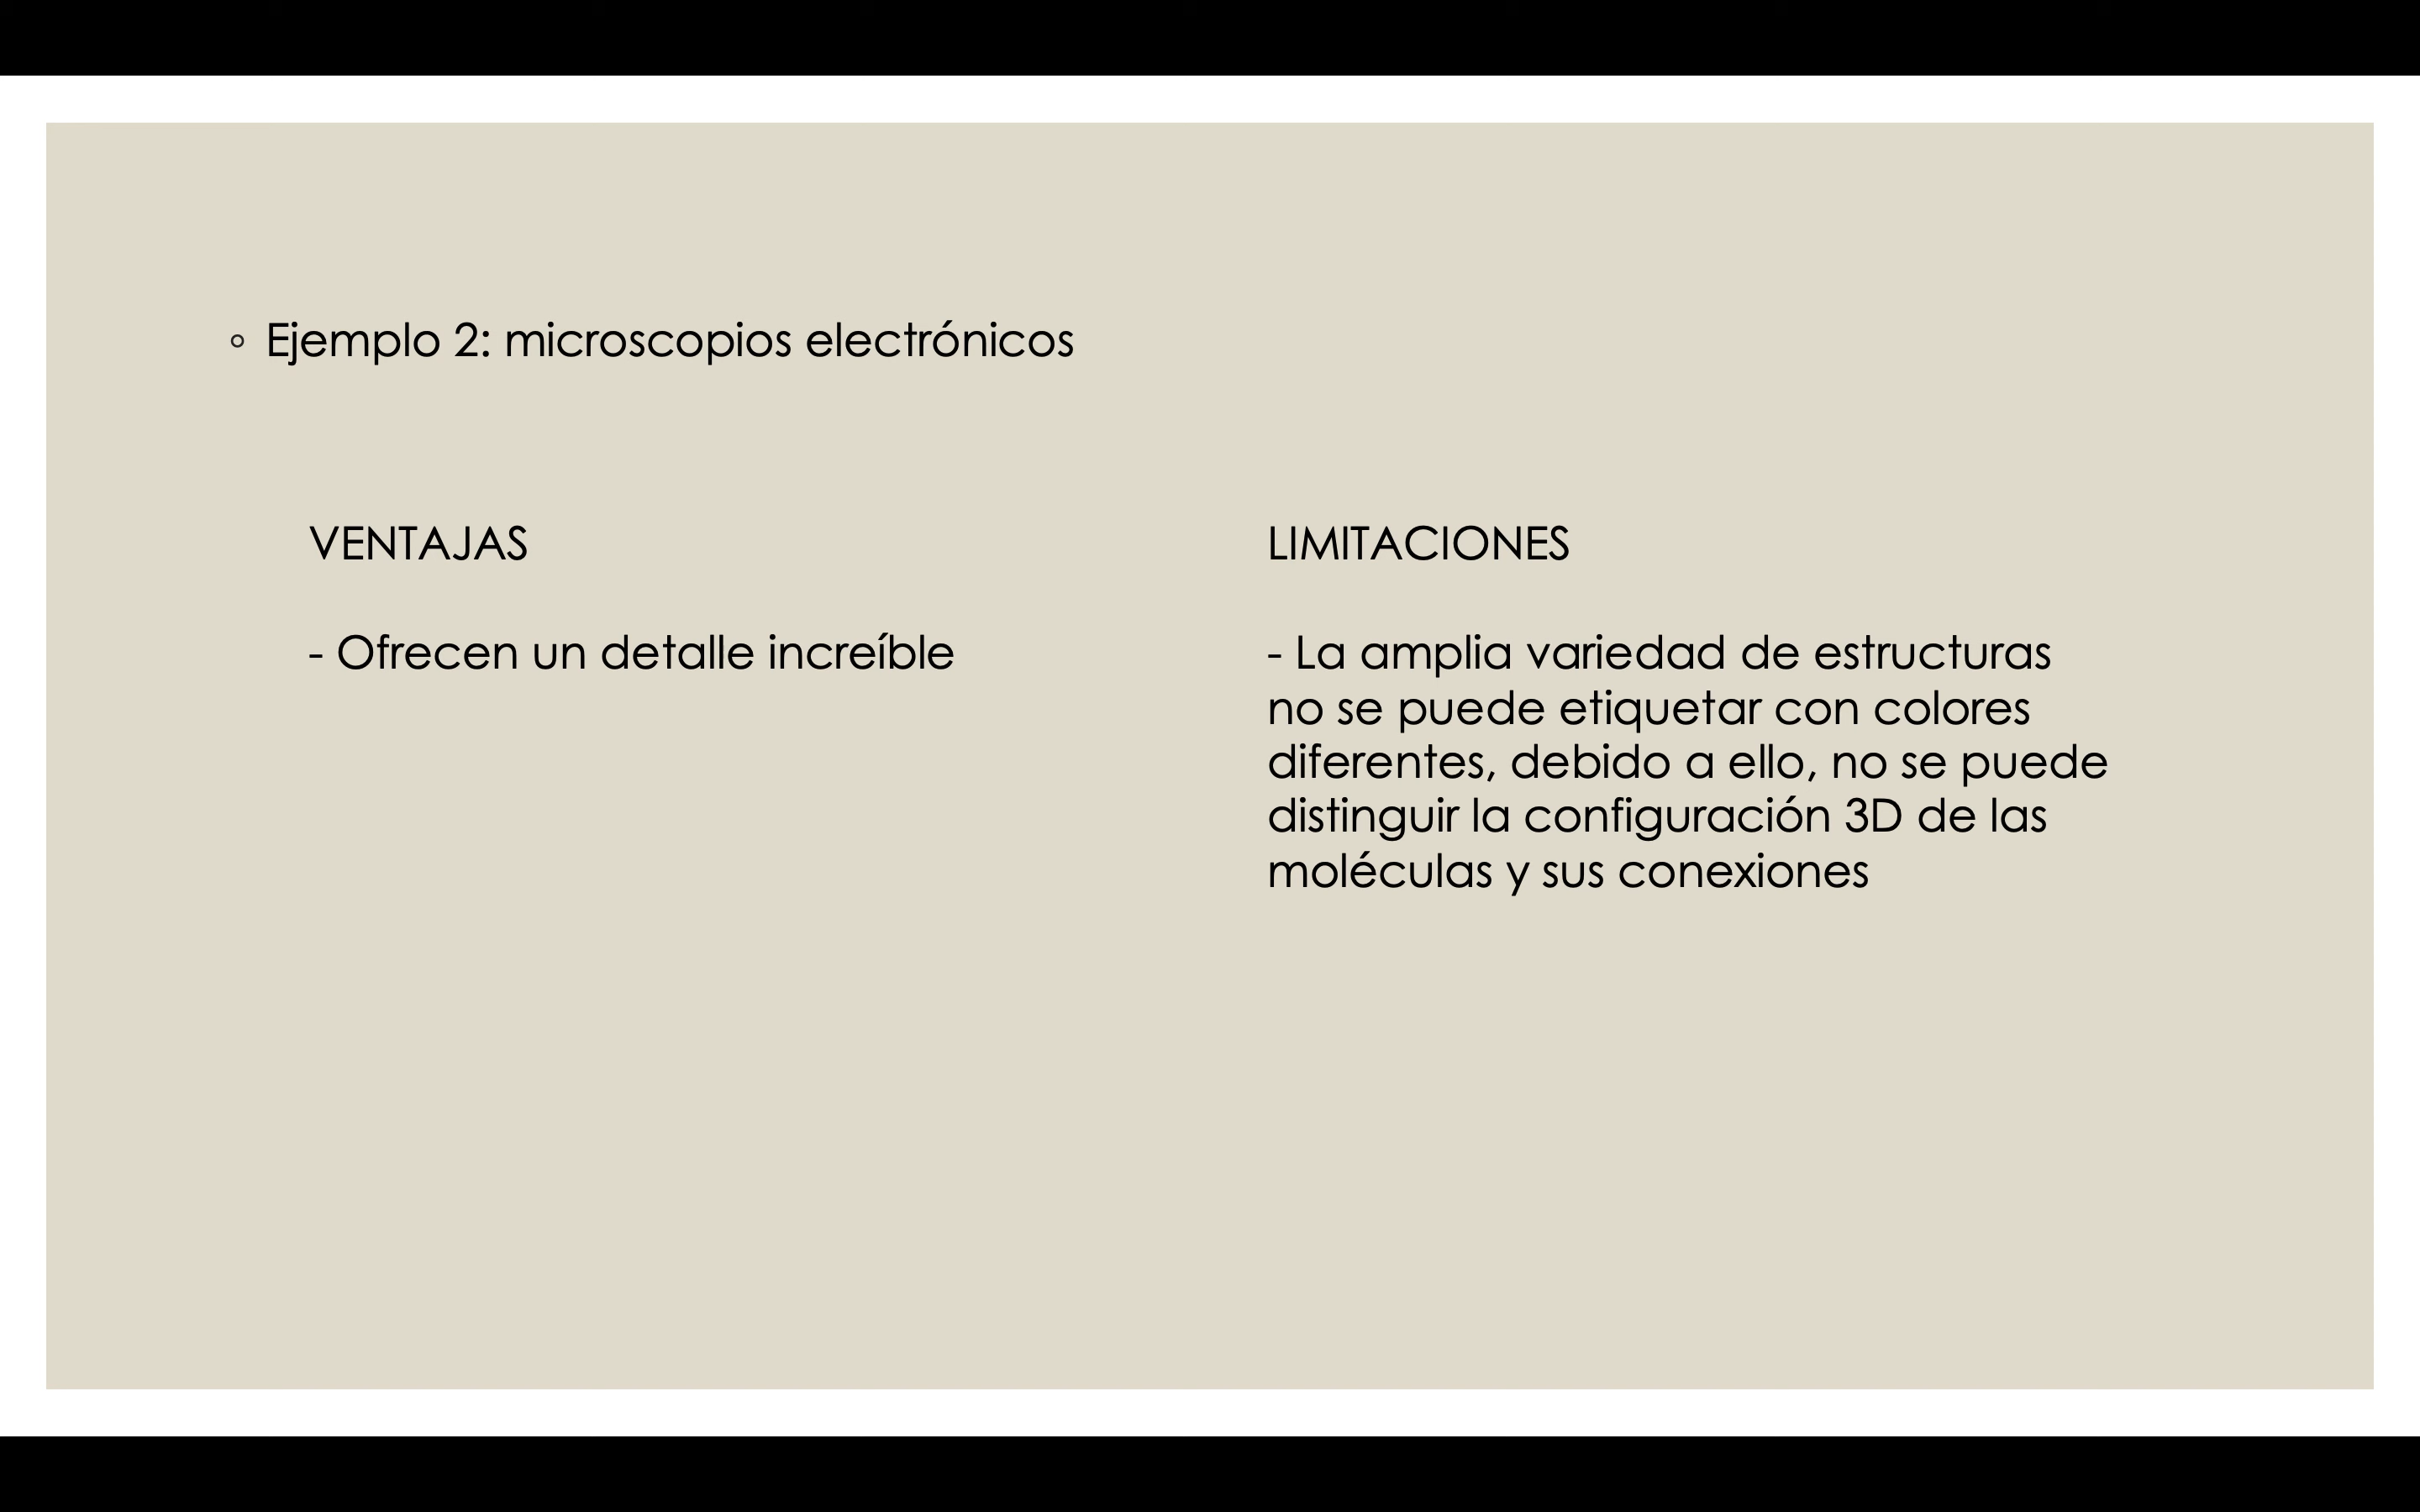 ◦ Ejemplo 2: microscopios electrónicos
VENTAJAS
- Ofrecen un detalle increíble
LIMITACIONES
- La amplia variedad de estructuras
no se puede etiquetar con colores
diferentes, debido a ello, no se puede
distinguir la configuración 3D de las
moléculas y sus conexiones